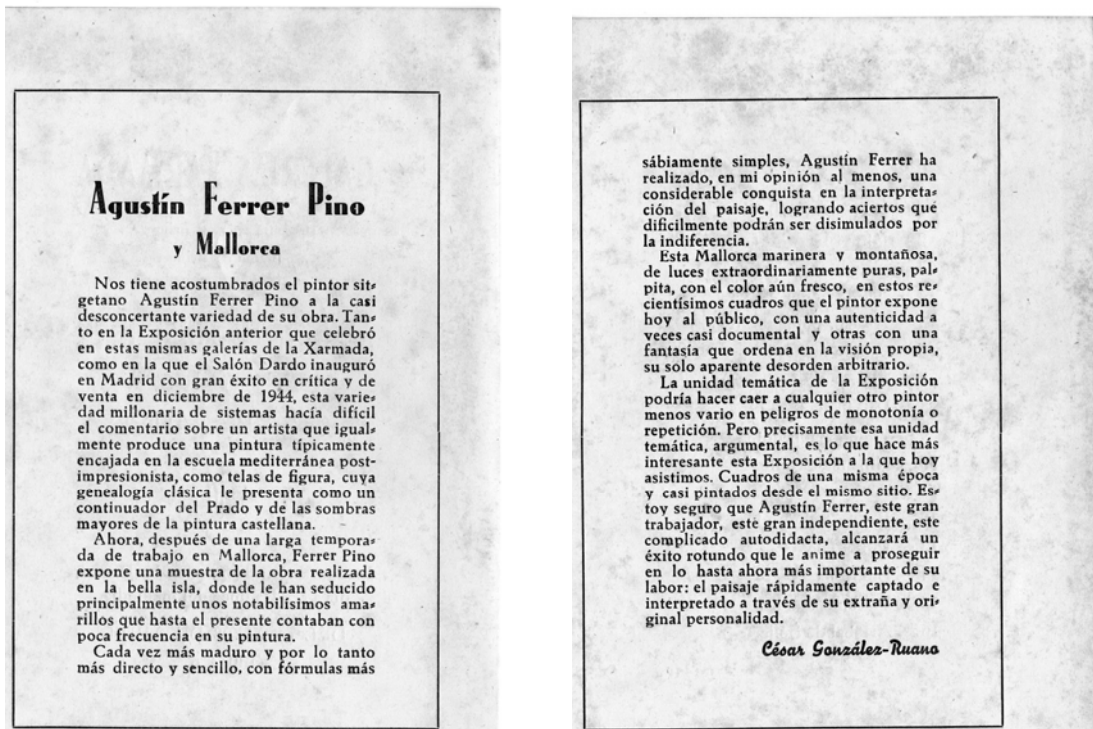 Agustín Ferrer Pino
y Mallorca
Nos tiene acostumbrados el pintor sit-
getano Agustín Ferrer Pino a la casi
desconcertante variedad de su obra. Tan-
to en la Exposición anterior que celebró
en estas mismas galerías de la Xarmada,
como en la que el Salón Dardo inauguró
en Madrid con gran éxito en crítica y de
venta en diciembre de 1944, esta varie-
dad millonaria de sistemas hacía difícil
el comentario sobre un artista que igual-
mente produce una pintura típicamente
encajada en la escuela mediterránea post-
impresionista, como telas de figura, cuya
genealogía clásica le presenta como un
continuador del Prado y de las sombras
mayores de la pintura castellana.
Ahora, después de una larga tempora-
da de trabajo en Mallorca, Ferrer Pino
expone una muestra de la obra realizada
en la bella isla, donde le han seducido
principalmente unos notabilísimos ama-
rillos que hasta el presente contaban con
poca frecuencia en su pintura.
Cada vez más maduro y por lo tanto
más directo y sencillo, con fórmulas más
sábiamente simples, Agustín Ferrer ha
realizado, en mi opinión al menos, una
considerable conquista en la interpreta-
ción del paisaje, logrando aciertos que
dificilmente podrán ser disimulados por
la indiferencia.
Esta Mallorca marinera y montañosa,
de luces extraordinariamente puras, pal-
pita, con el color aún fresco, en estos re-
cientísimos cuadros que el pintor expone
hoy al público, con una autenticidad a
veces casi documental y otras con una
fantasía que ordena en la visión propia,
su solo aparente desorden arbitrario.
La unidad temática de la Exposición
podría hacer caer a cualquier otro pintor
menos vario en peligros de monotonía o
repetición. Pero precisamente esa unidad
temática, argumental, es lo que hace más
interesante esta Exposición a la que hoy
asistimos. Cuadros de una misma época
y casi pintados desde el mismo sitio. Es-
toy seguro que Agustín Ferrer, este gran
trabajador, este gran independiente, este
complicado autodidacta, alcanzará un
éxito rotundo que le anime a proseguir
en lo hasta ahora más importante de su
labor: el paisaje rápidamente captado e
interpretado a través de su extraña y ori-
ginal personalidad.
César González-Ruano